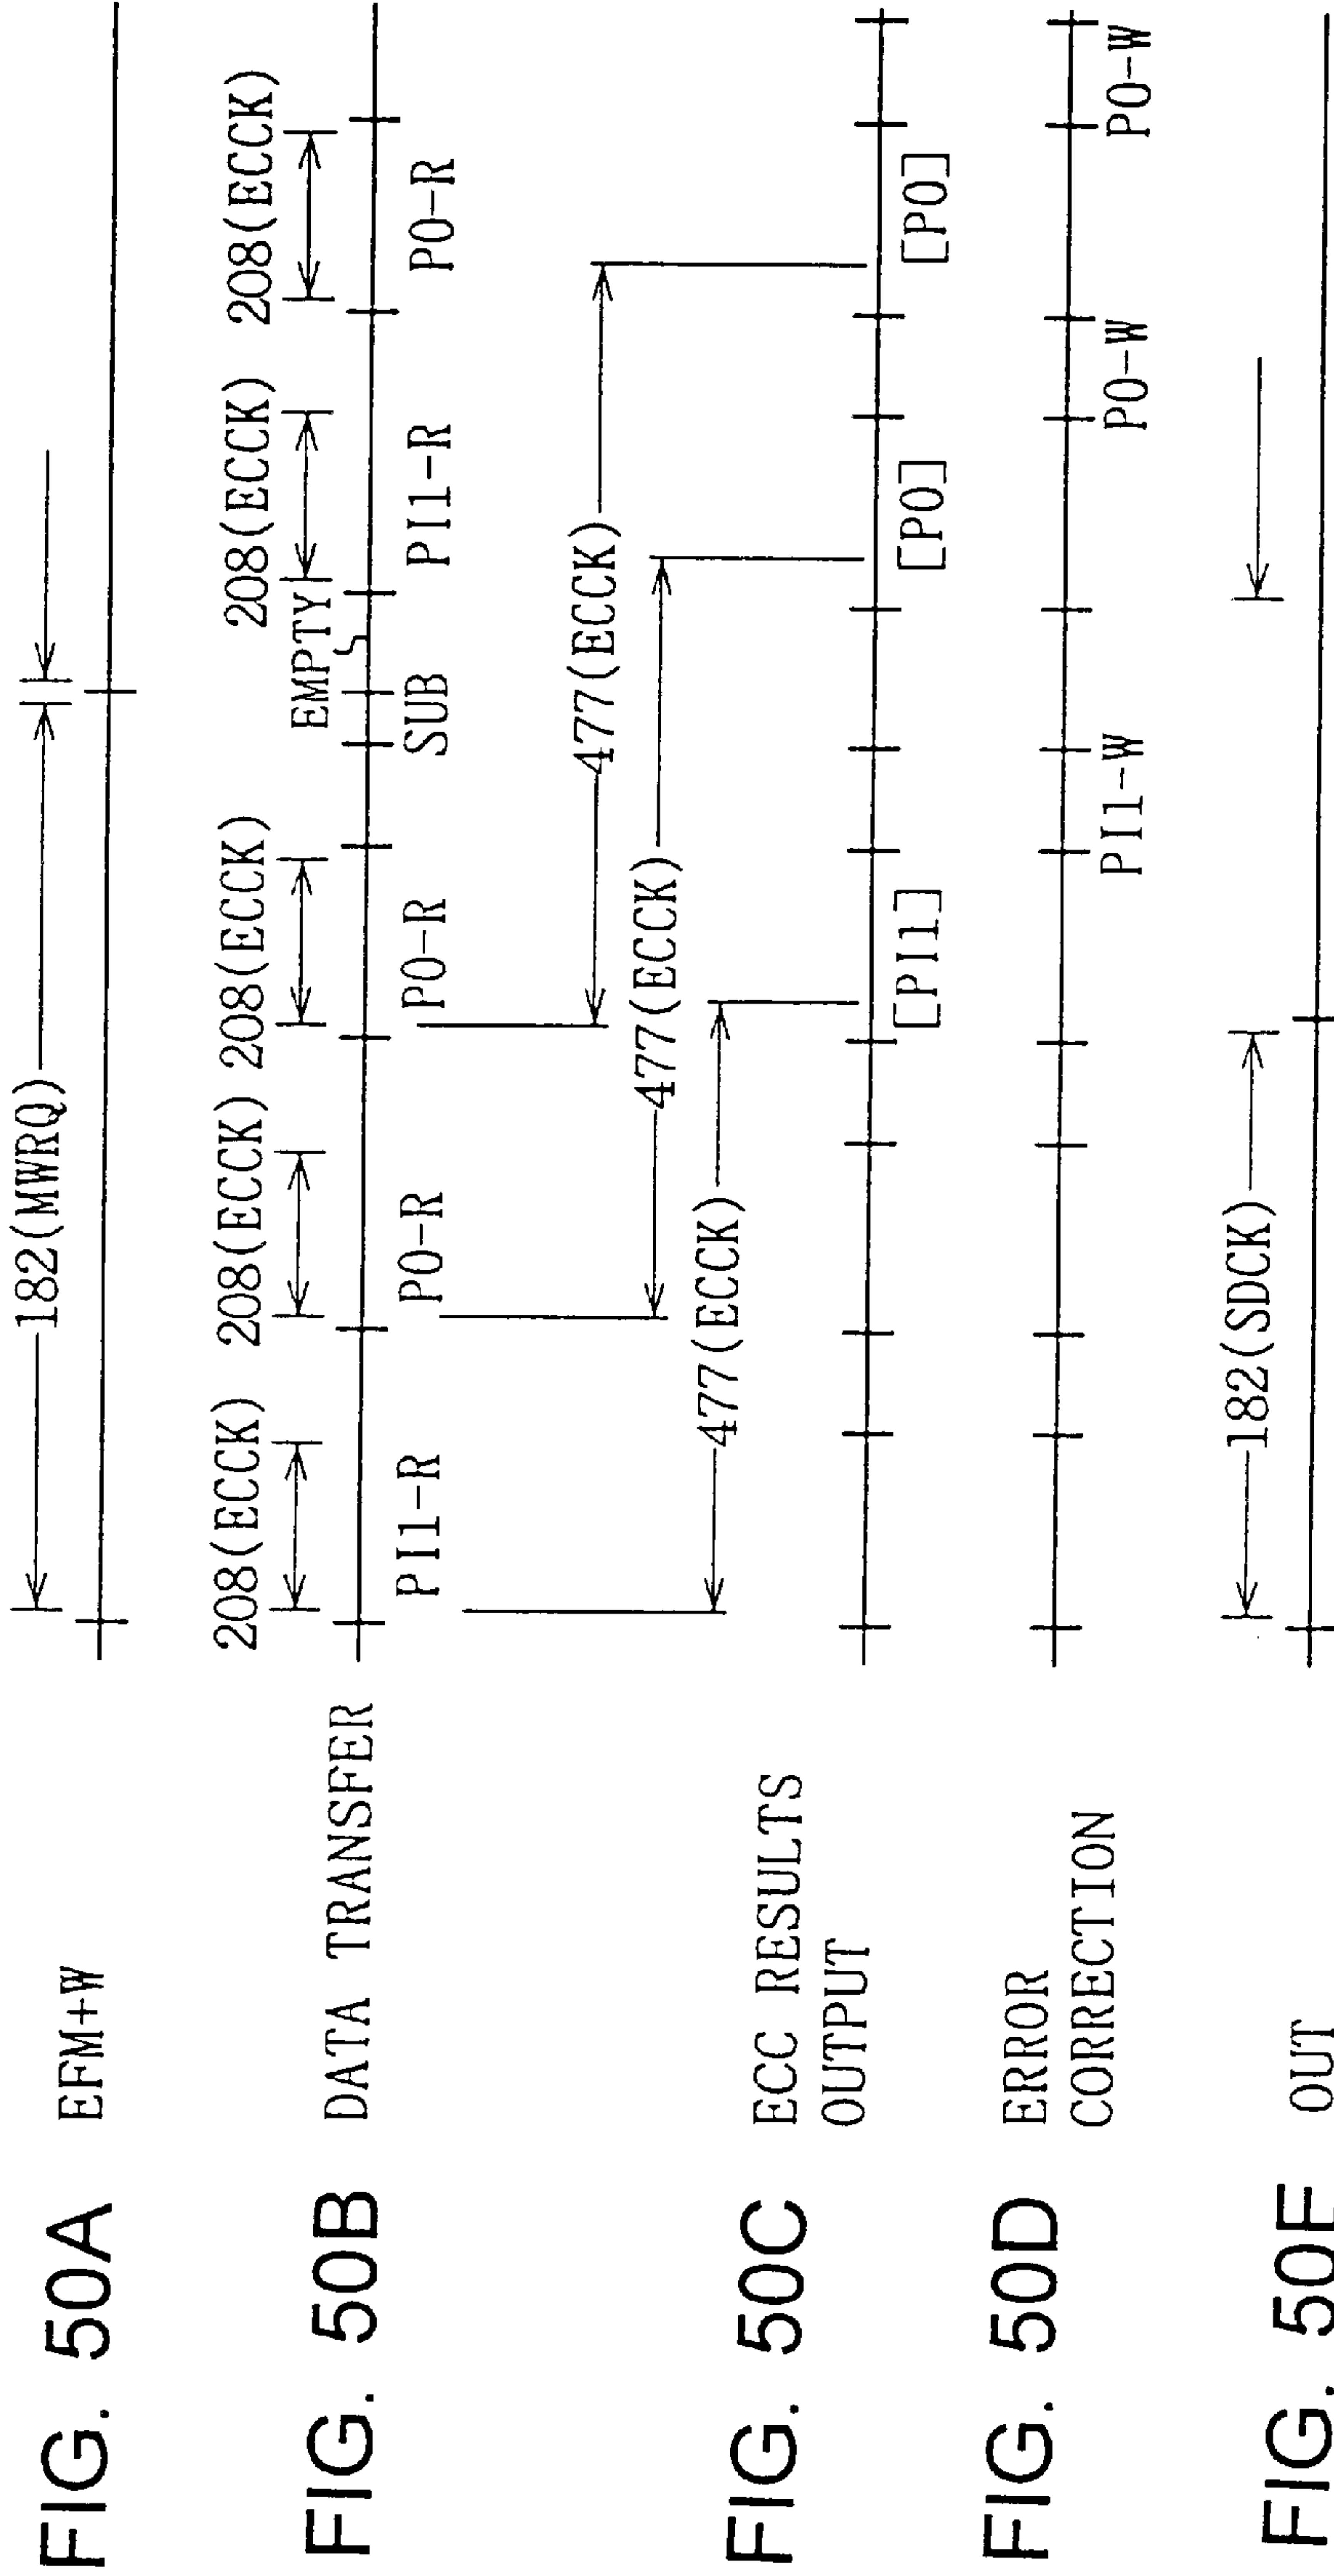 FIG. 50A EFM+W
182(MWRQ)
FIG. 50B DATA TRANSFER
208(ECCK) 208(ECCK) 208(ECCK) EMPTY 208(ECCK) 208(ECCK)
PI1-R PO-R PO-R SUB PI1-R PO-R
477(ECCK)
477(ECCK)
477(ECCK)
FIG. 50C ECC RESULTS
OUTPUT
[PI1] [PO] [PO]
FIG. 50D ERROR
CORRECTION
PI1-W PO-W PO-W
FIG. 50E OUT
182(SDCK)